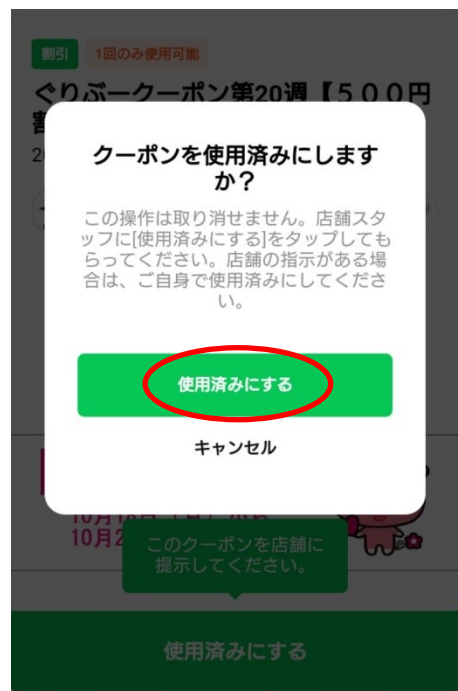 割引 1回のみ使用可能
ぐりぶークーポン第20週【５００円
クーポンを使用済みにします
か？
この操作は取り消せません。店舗スタ
ッフに[使用済みにする]をタップしても
らってください。店舗の指示がある場
合は、ご自身で使用済みにしてくださ
い。
使用済みにする
キャンセル
10月2
このクーポンを店舗に
提示してください。
使用済みにする